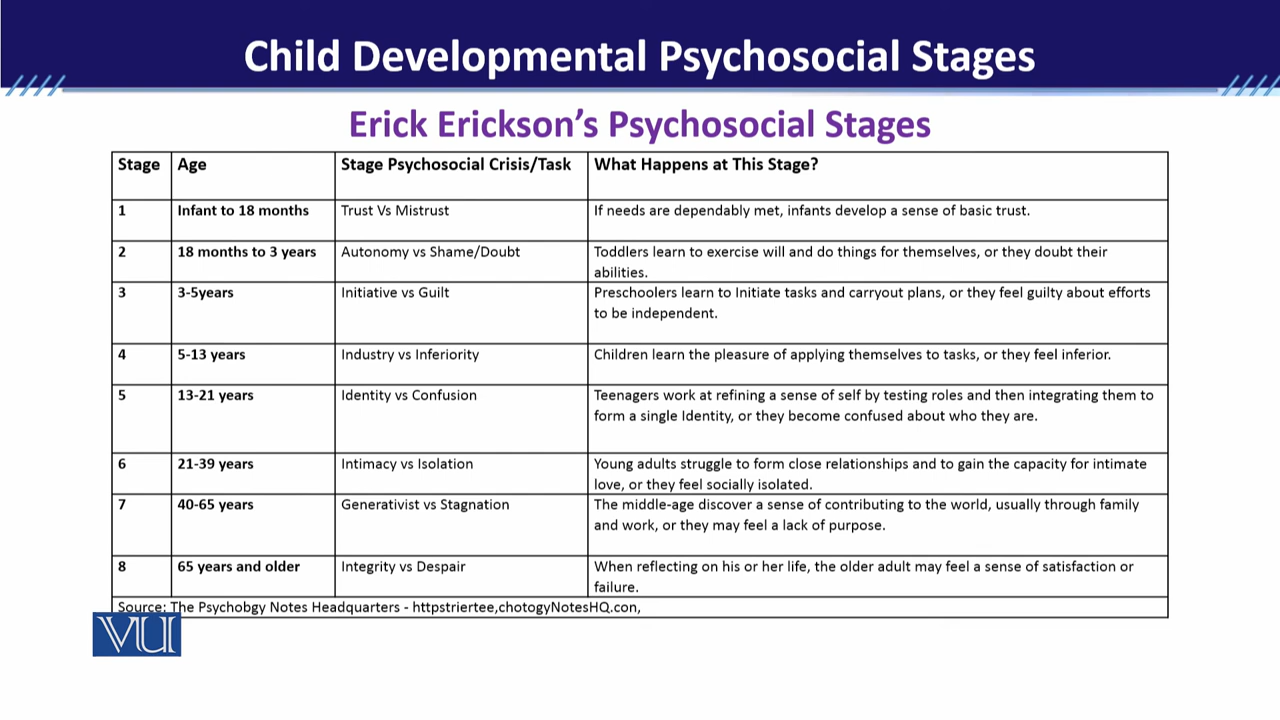 Child Developmental Psychosocial Stages
Erick Erickson's Psychosocial Stages
Stage Age Stage Psychosocial Crisis/Task What Happens at This Stage?
1 Infant to 18 months Trust Vs Mistrust If needs are dependably met, infants develop a sense of basic trust.
2 18 months to 3 years Autonomy vs Shame/Doubt Toddlers learn to exercise will and do things for themselves, or they doubt their
abilities.
3 3-5years Initiative vs Guilt Preschoolers learn to Initiate tasks and carryout plans, or they feel guilty about efforts
to be independent.
4 5-13 years Industry vs Inferiority Children learn the pleasure of applying themselves to tasks, or they feel inferior.
5 13-21 years Identity vs Confusion Teenagers work at refining a sense of self by testing roles and then integrating them to
form a single Identity, or they become confused about who they are.
6 21-39 years Intimacy vs Isolation Young adults struggle to form close relationships and to gain the capacity for intimate
love, or they feel socially isolated.
7 40-65 years Generativist vs Stagnation The middle-age discover a sense of contributing to the world, usually through family
and work, or they may feel a lack of purpose.
8 65 years and older Integrity vs Despair When reflecting on his or her life, the older adult may feel a sense of satisfaction or
failure.
Source: The Psychobgy Notes Headquarters - httpstriertee,chotogyNotesHQ.con,
VU